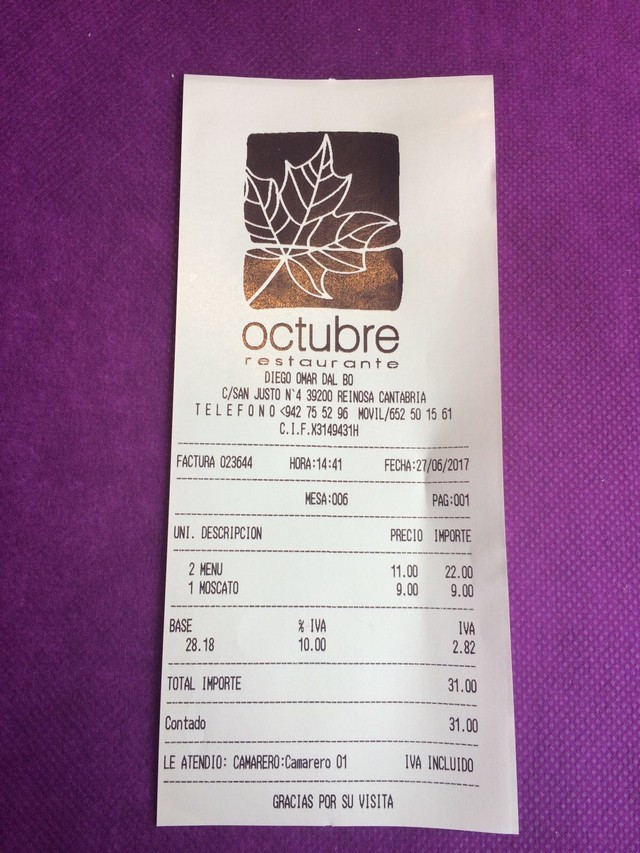 octubre
restaurante
DIEGO OMAR DAL BO
C/SAN JUSTO N`4 39200 REINOSA CANTABRIA
TELEFONO<942 75 52 96 MOVIL/652 50 15 61
C.I.F.X3149431H
FACTURA 023644 HORA:14:41 FECHA:27/06/2017
MESA:006 PAG:001
UNI. DESCRIPCION PRECIO IMPORTE
2 MENU 11.00 22.00
1 MOSCATO 9.00 9.00
BASE % IVA IVA
28.18 10.00 2.82
TOTAL IMPORTE 31.00
Contado 31.00
LE ATENDIO: CAMARERO:Camarero 01 IVA INCLUIDO
GRACIAS POR SU VISITA